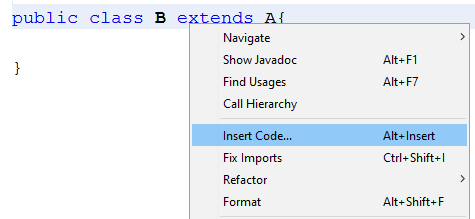 public class B extends A{
}
Navigate
Show Javadoc Alt+F1
Find Usages Alt+F7
Call Hierarchy
Insert Code... Alt+Insert
Fix Imports Ctrl+Shift+I
Refactor
Format Alt+Shift+F